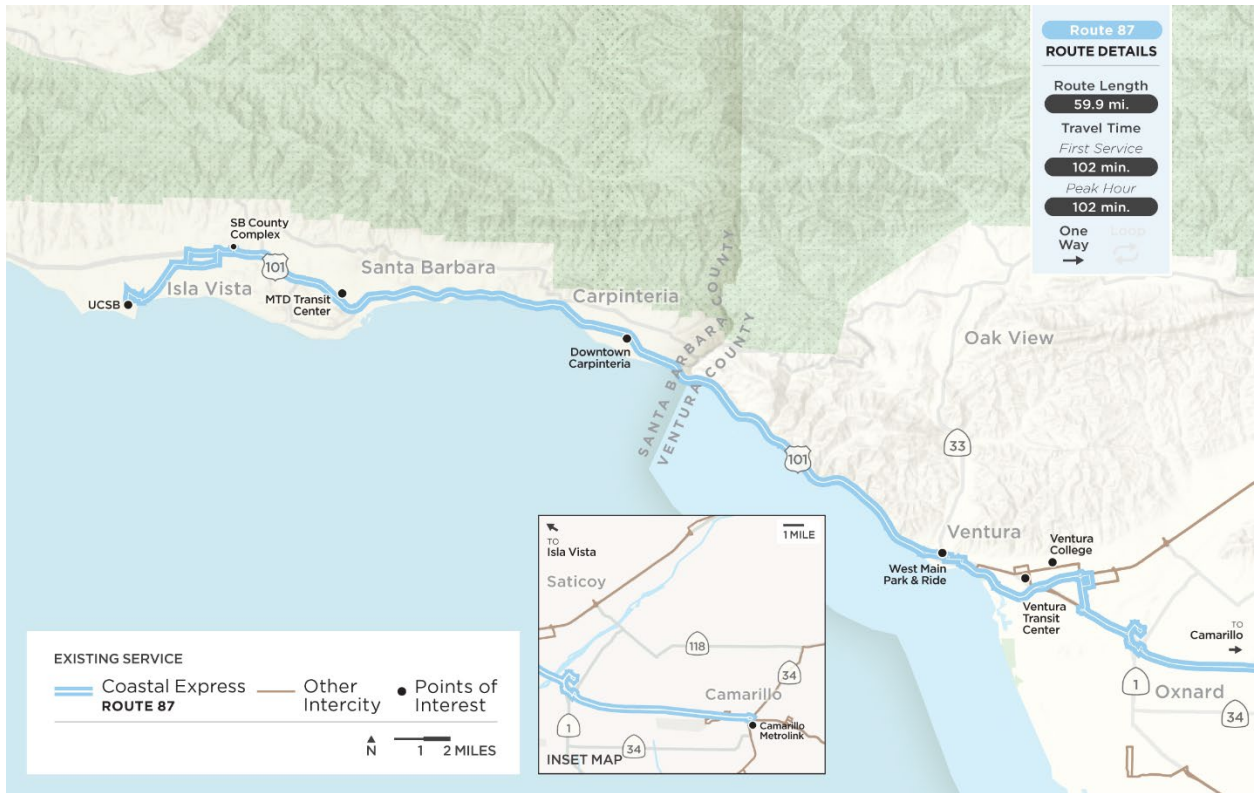 Route 87
ROUTE DETAILS
Route Length
59.9 mi.
Travel Time
First Service
102 min.
Peak Hour
102 min.
One
Way
Loop
SB County
Complex
101
Santa Barbara
Isla Vista
MTD Transit
Center
UCSB
Carpinteria
Downtown
Carpinteria
SANTA BARBARA COUNTY
VENTURA COUNTY
Oak View
33
101
Ventura
Ventura
College
West Main
Park & Ride
Ventura
Transit
Center
TO
Camarillo
1
Oxnard
34
TO
Isla Vista
1 MILE
Saticoy
118
34
Camarillo
1
34
Camarillo
Metrolink
INSET MAP
EXISTING SERVICE
Coastal Express
ROUTE 87
Other
Intercity
Points of
Interest
N
1 2 MILES